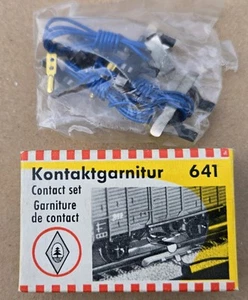 Kontaktgarnitur 641
Contact set
Garniture
de contact